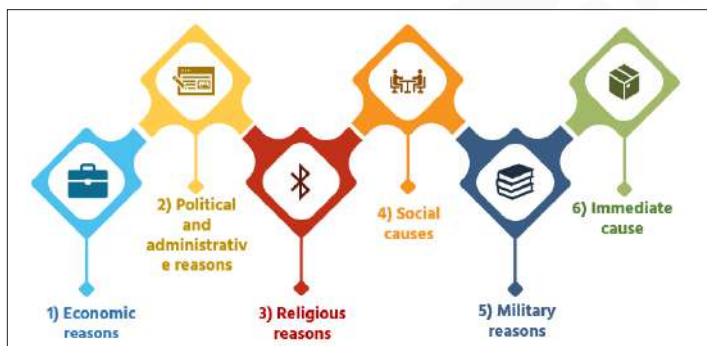 1) Economic
reasons
2) Political
and
administrativ
e reasons
3) Religious
reasons
4) Social
causes
5) Military
reasons
6) Immediate
cause